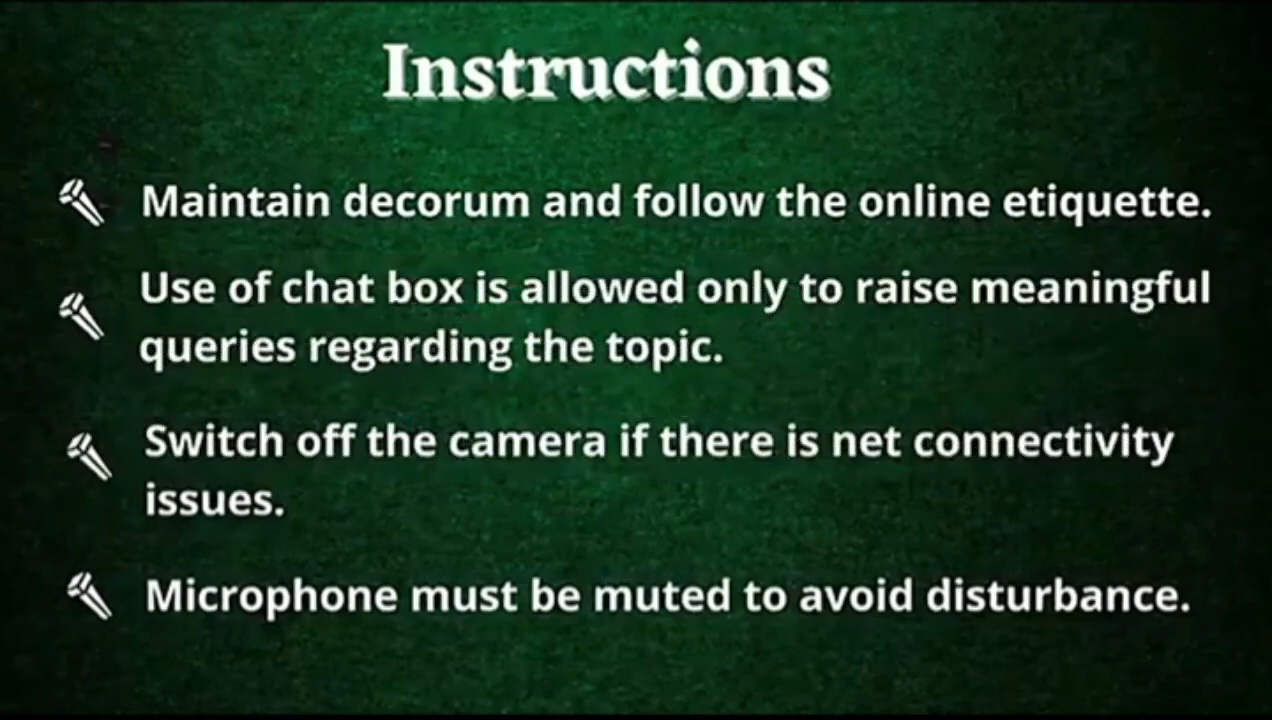 Instructions
Maintain decorum and follow the online etiquette.
Use of chat box is allowed only to raise meaningful
queries regarding the topic.
Switch off the camera if there is net connectivity
issues.
Microphone must be muted to avoid disturbance.